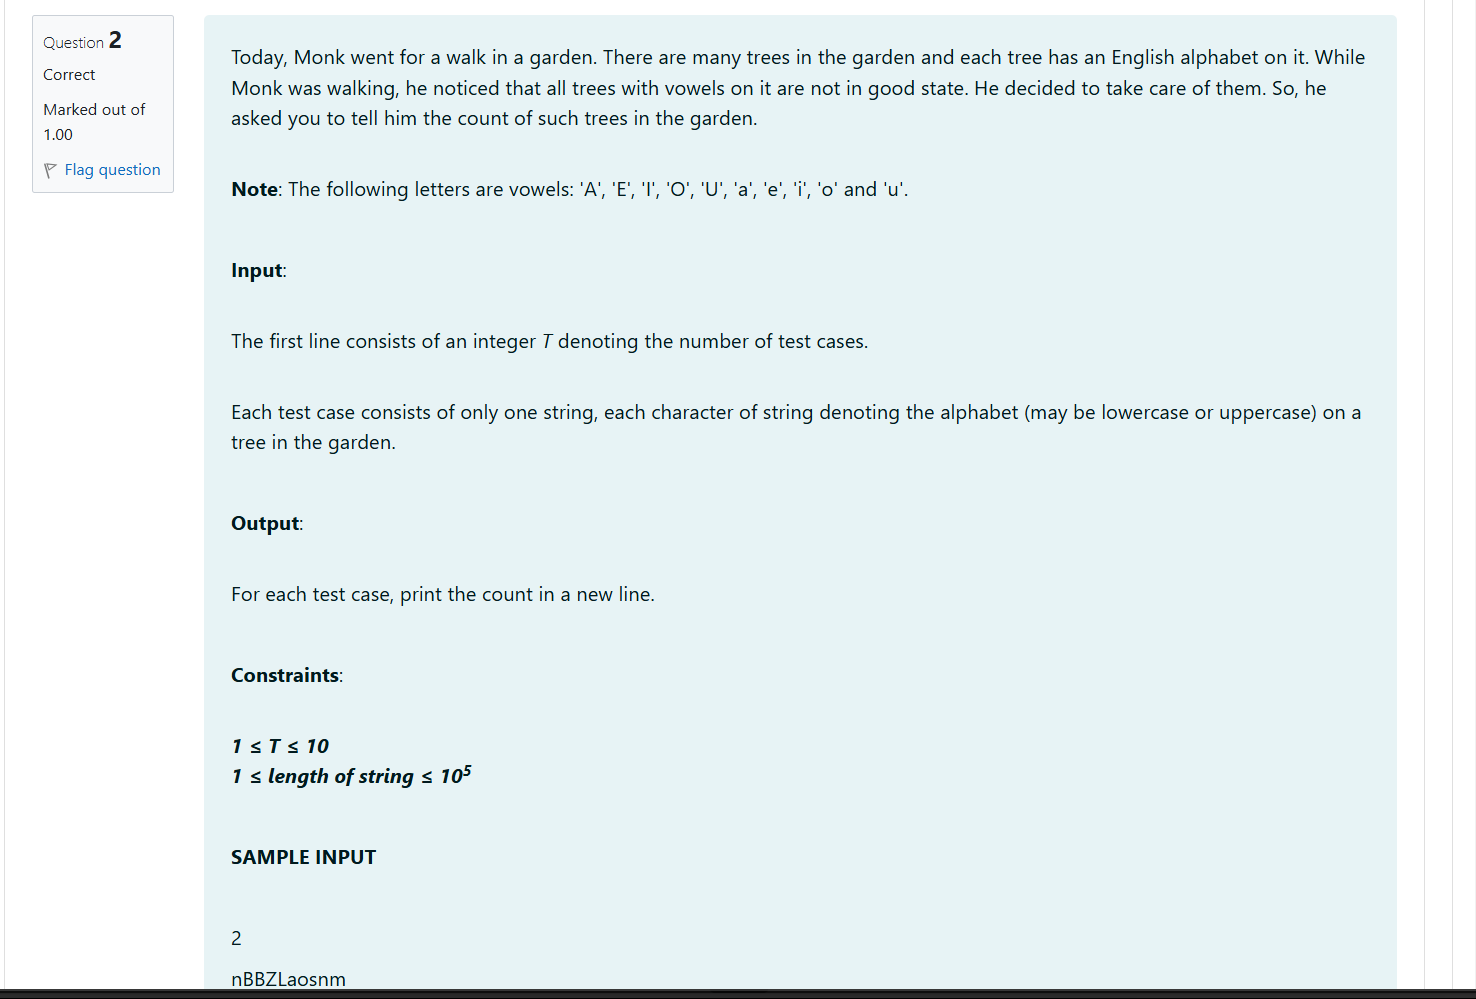 Question 2
Correct
Marked out of
1.00
Flag question
Today, Monk went for a walk in a garden. There are many trees in the garden and each tree has an English alphabet on it. While
Monk was walking, he noticed that all trees with vowels on it are not in good state. He decided to take care of them. So, he
asked you to tell him the count of such trees in the garden.
Note: The following letters are vowels: 'A', 'E', 'I', 'O', 'U', 'a', 'e', 'i', 'o' and 'u'.
Input:
The first line consists of an integer T denoting the number of test cases.
Each test case consists of only one string, each character of string denoting the alphabet (may be lowercase or uppercase) on a
tree in the garden.
Output:
For each test case, print the count in a new line.
Constraints:
1 ≤ T ≤ 10
1 ≤ length of string ≤ 10⁵
SAMPLE INPUT
2
nBBZLaosnm